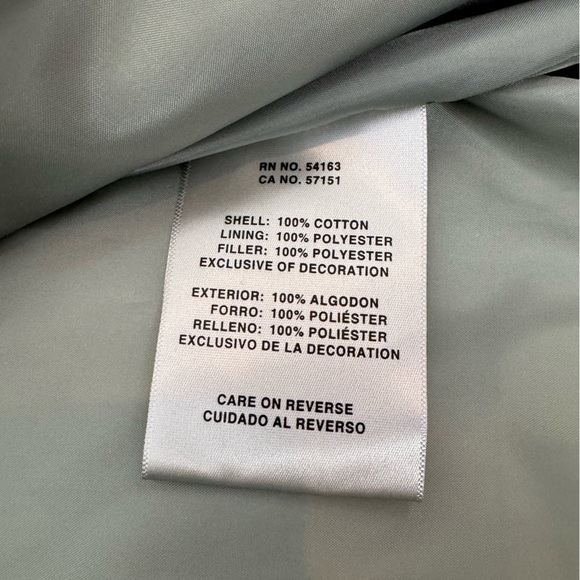 RN NO. 54163
CA NO. 57151
SHELL: 100% COTTON
LINING: 100% POLYESTER
FILLER: 100% POLYESTER
EXCLUSIVE OF DECORATION
EXTERIOR: 100% ALGODON
FORRO: 100% POLIÉSTER
RELLENO: 100% POLIÉSTER
EXCLUSIVO DE LA DECORATION
CARE ON REVERSE
CUIDADO AL REVERSO